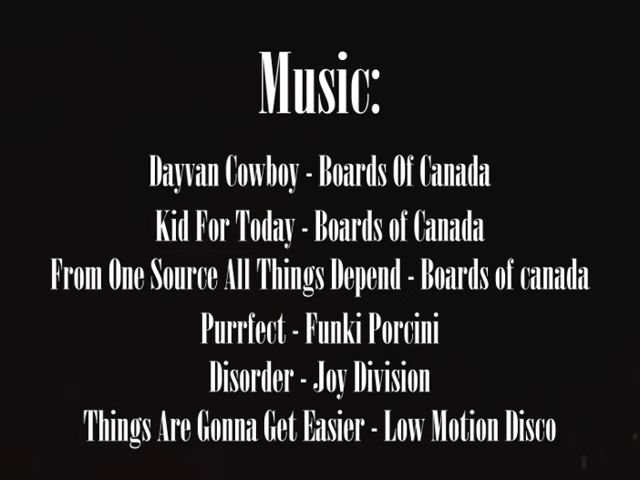 Music:
Dayvan Cowboy - Boards Of Canada
Kid For Today - Boards of Canada
From One Source All Things Depend - Boards of canada
Purrfect - Funki Porcini
Disorder - Joy Division
Things Are Gonna Get Easier - Low Motion Disco